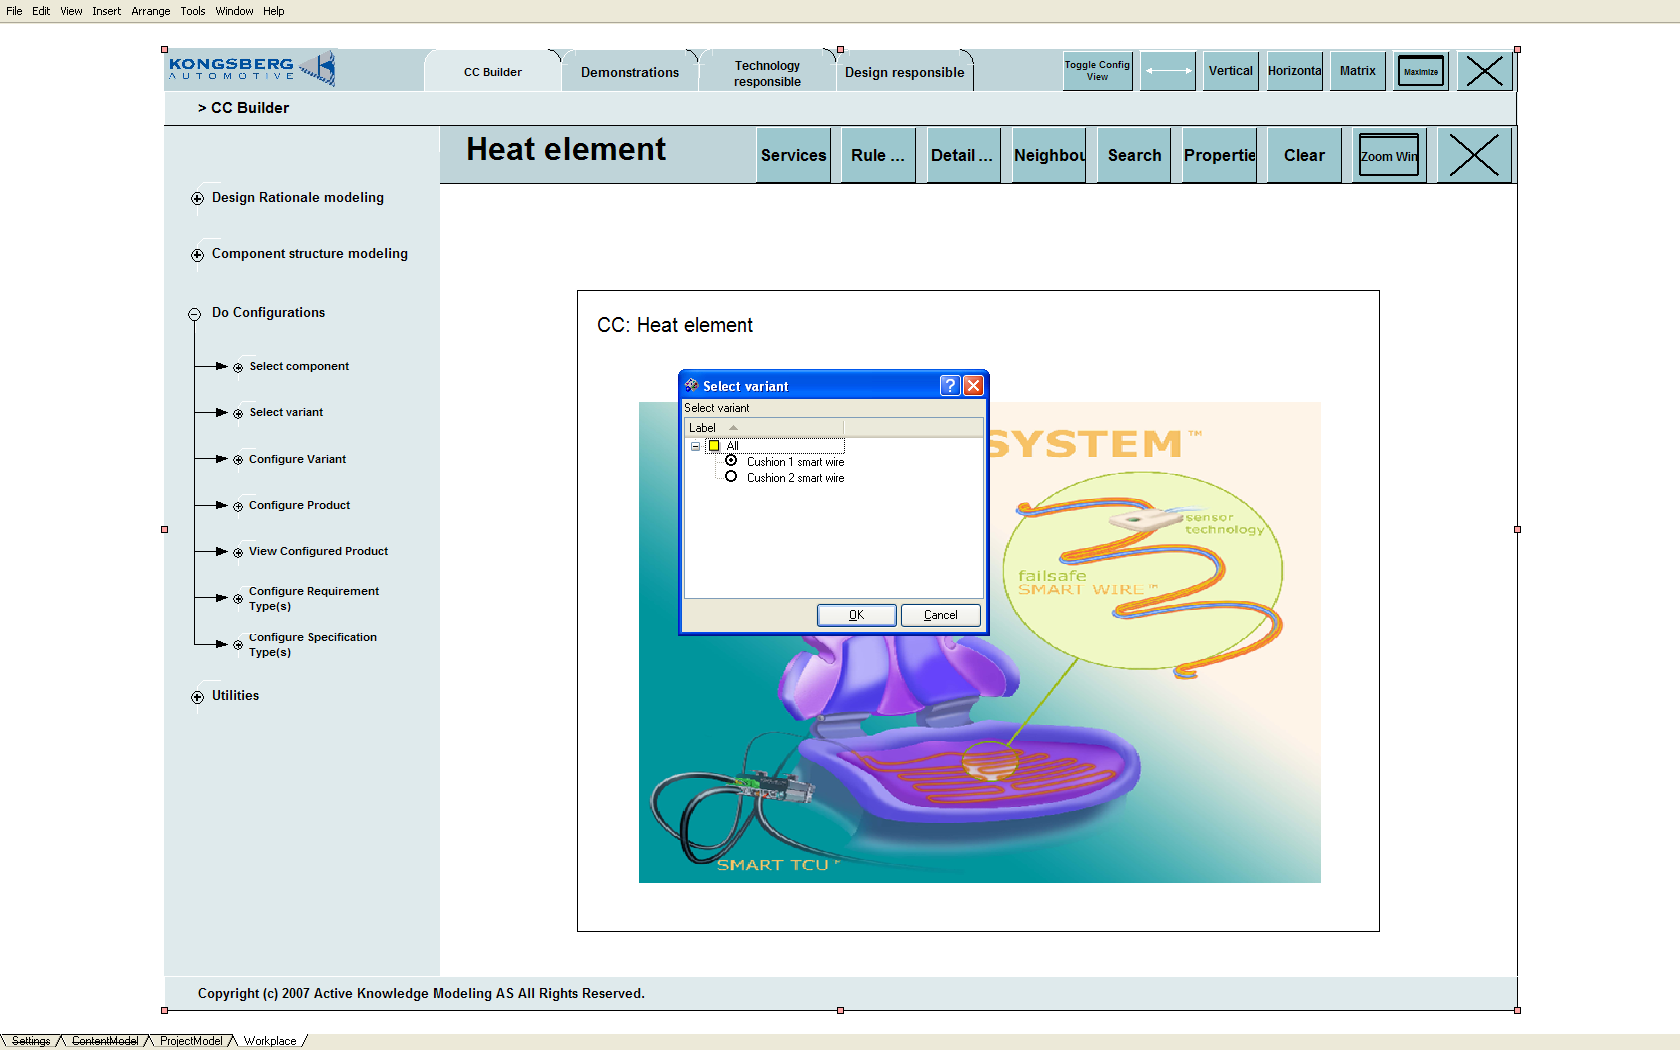 File Edit View Insert Arrange Tools Window Help
KONGSBERG
AUTOMOTIVE
CC Builder
Demonstrations
Technology
responsible
Design responsible
Toggle Config
View
Vertical
Horizonta
Matrix
Maximize
> CC Builder
Heat element
Services
Rule ...
Detail ...
Neighbou
Search
Propertie
Clear
Zoom Win
Design Rationale modeling
Component structure modeling
Do Configurations
Select component
Select variant
Configure Variant
Configure Product
View Configured Product
Configure Requirement
Type(s)
Configure Specification
Type(s)
Utilities
CC: Heat element
Select variant
Select variant
Label
All
Cushion 1 smart wire
Cushion 2 smart wire
OK
Cancel
SYSTEM™
sensor
technology
failsafe
SMART WIRE™
SMART TCU™
Copyright (c) 2007 Active Knowledge Modeling AS All Rights Reserved.
Settings
ContentModel
ProjectModel
Workplace